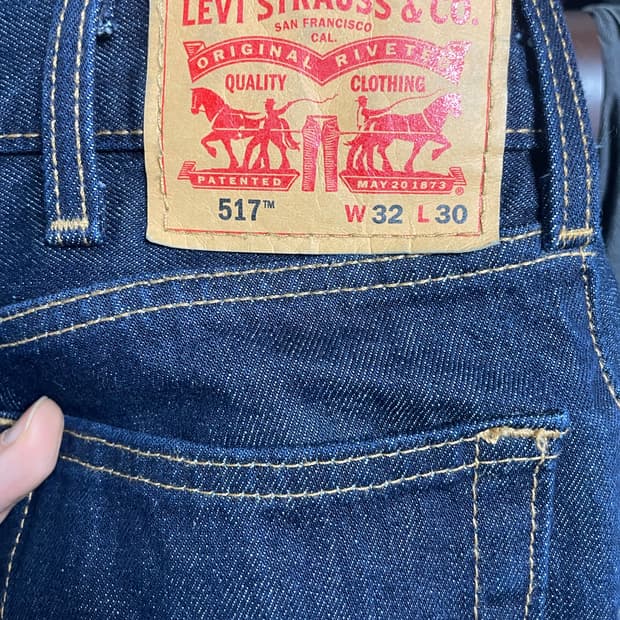 LEVI STRAUSS & CO.
SAN FRANCISCO
CAL.
ORIGINAL RIVETED
QUALITY CLOTHING
PATENTED MAY 20 1873 ®
517™ W 32 L 30